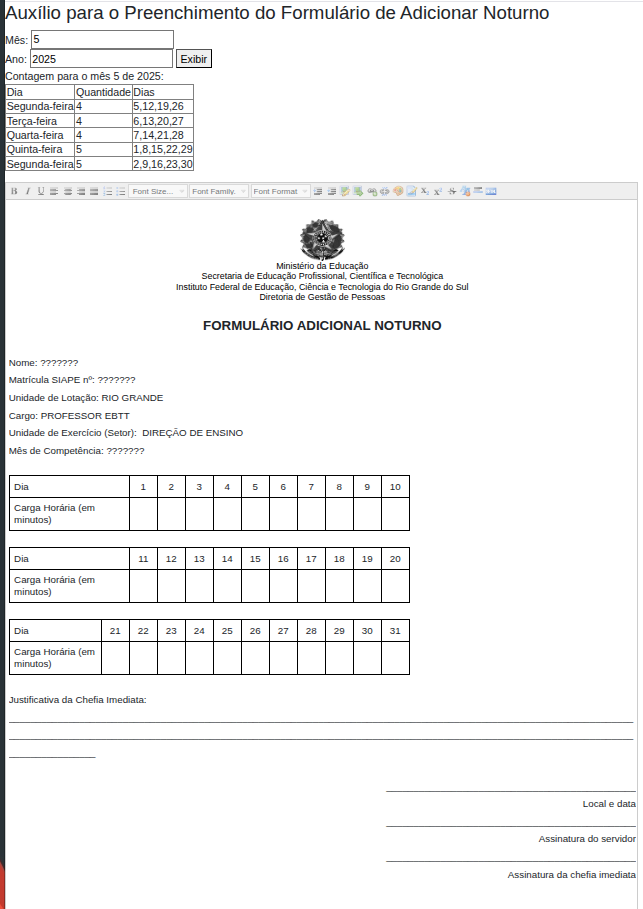 Auxílio para o Preenchimento do Formulário de Adicionar Noturno
Mês: 5
Ano: 2025 Exibir
Contagem para o mês 5 de 2025:
Dia Quantidade Dias
Segunda-feira 4 5,12,19,26
Terça-feira 4 6,13,20,27
Quarta-feira 4 7,14,21,28
Quinta-feira 5 1,8,15,22,29
Segunda-feira 5 2,9,16,23,30
B I U Font Size... Font Family. Font Format
Ministério da Educação
Secretaria de Educação Profissional, Científica e Tecnológica
Instituto Federal de Educação, Ciência e Tecnologia do Rio Grande do Sul
Diretoria de Gestão de Pessoas
FORMULÁRIO ADICIONAL NOTURNO
Nome: ???????
Matrícula SIAPE nº: ???????
Unidade de Lotação: RIO GRANDE
Cargo: PROFESSOR EBTT
Unidade de Exercício (Setor): DIREÇÃO DE ENSINO
Mês de Competência: ???????
Dia 1 2 3 4 5 6 7 8 9 10
Carga Horária (em
minutos)
Dia 11 12 13 14 15 16 17 18 19 20
Carga Horária (em
minutos)
Dia 21 22 23 24 25 26 27 28 29 30 31
Carga Horária (em
minutos)
Justificativa da Chefia Imediata:
Local e data
Assinatura do servidor
Assinatura da chefia imediata